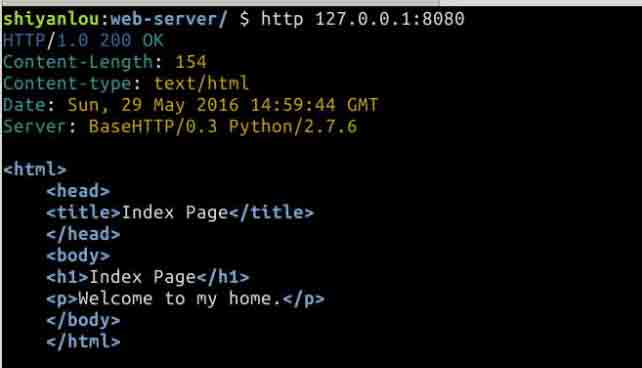 shiyanlou:web-server/ $ http 127.0.0.1:8080
HTTP/1.0 200 OK
Content-Length: 154
Content-type: text/html
Date: Sun, 29 May 2016 14:59:44 GMT
Server: BaseHTTP/0.3 Python/2.7.6

<html>
    <head>
    <title>Index Page</title>
    </head>
    <body>
    <h1>Index Page</h1>
    <p>Welcome to my home.</p>
    </body>
    </html>